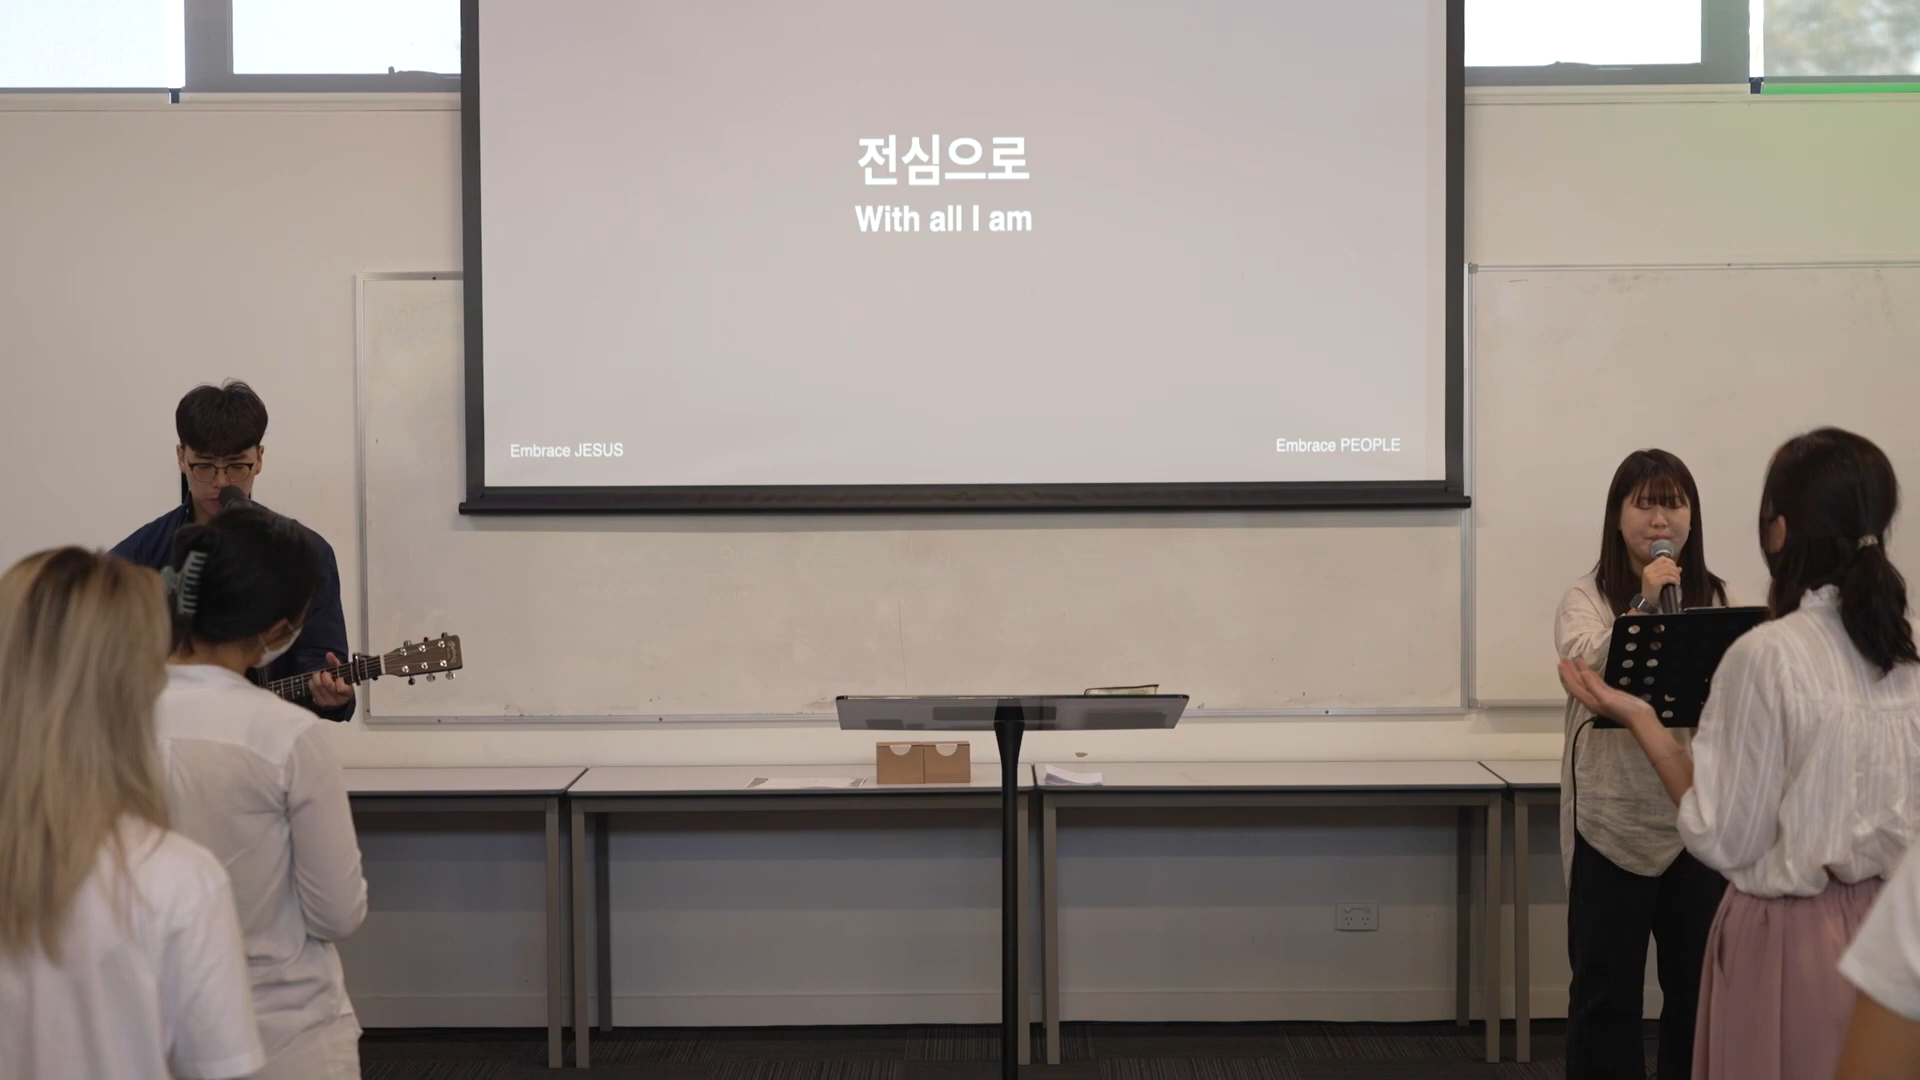 전심으로
With all I am
Embrace JESUS
Embrace PEOPLE